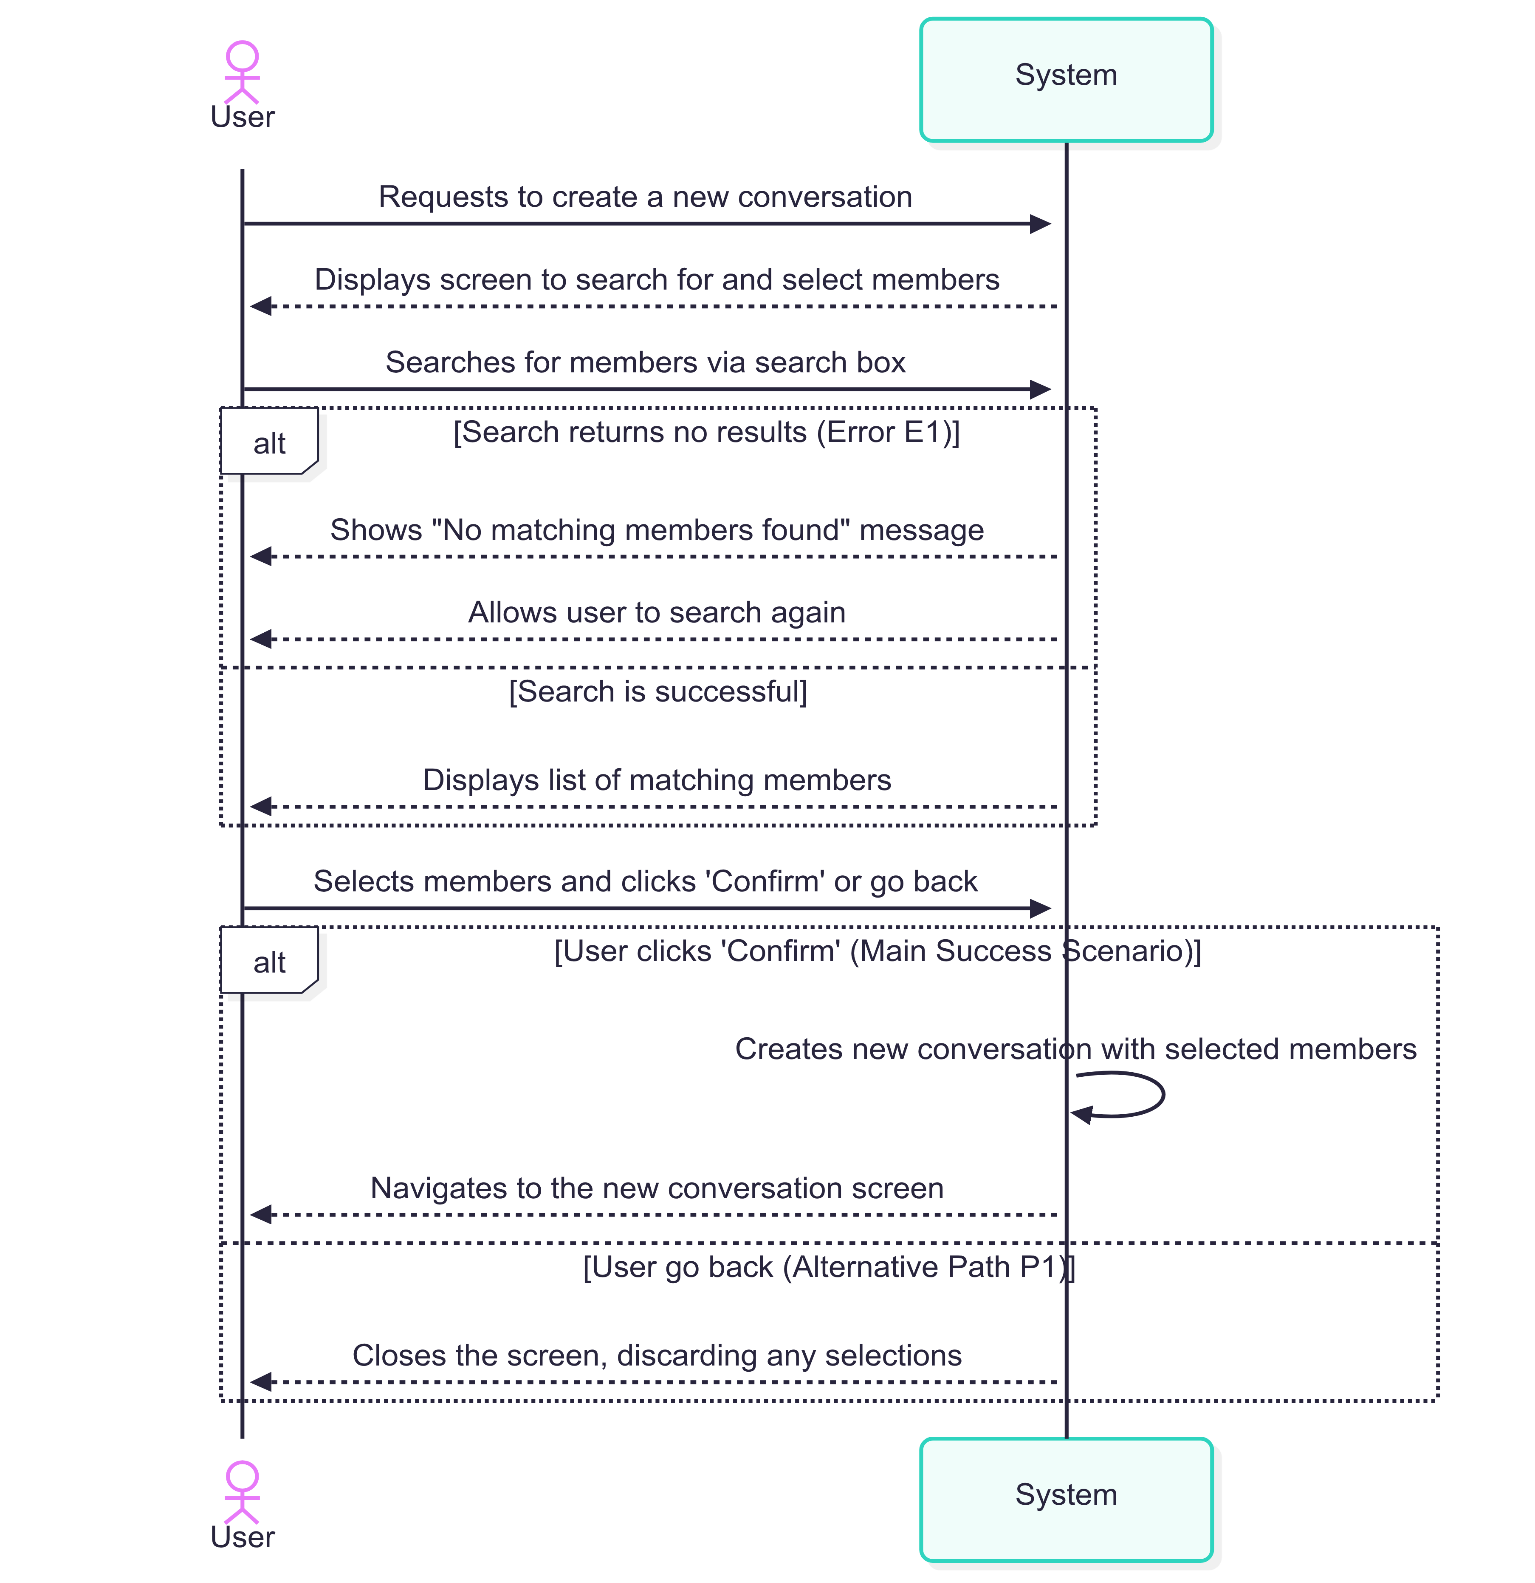 User
System
Requests to create a new conversation
Displays screen to search for and select members
Searches for members via search box
alt
[Search returns no results (Error E1)]
Shows "No matching members found" message
Allows user to search again
[Search is successful]
Displays list of matching members
Selects members and clicks 'Confirm' or go back
alt
[User clicks 'Confirm' (Main Success Scenario)]
Creates new conversation with selected members
Navigates to the new conversation screen
[User go back (Alternative Path P1)]
Closes the screen, discarding any selections
User
System